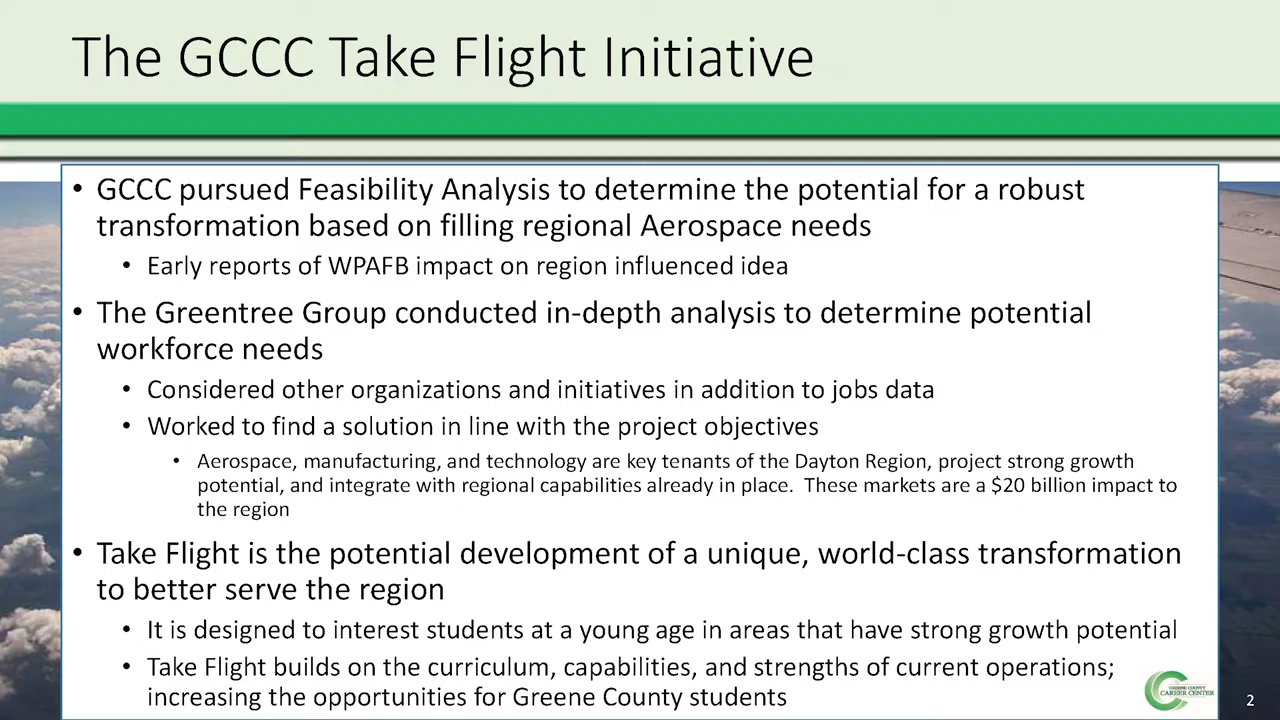 The GCCC Take Flight Initiative
• GCCC pursued Feasibility Analysis to determine the potential for a robust
transformation based on filling regional Aerospace needs
• Early reports of WPAFB impact on region influenced idea
• The Greentree Group conducted in-depth analysis to determine potential
workforce needs
• Considered other organizations and initiatives in addition to jobs data
• Worked to find a solution in line with the project objectives
• Aerospace, manufacturing, and technology are key tenants of the Dayton Region, project strong growth
potential, and integrate with regional capabilities already in place.  These markets are a $20 billion impact to
the region
• Take Flight is the potential development of a unique, world-class transformation
to better serve the region
• It is designed to interest students at a young age in areas that have strong growth potential
• Take Flight builds on the curriculum, capabilities, and strengths of current operations;
increasing the opportunities for Greene County students
GREENE COUNTY
CAREER CENTER
2